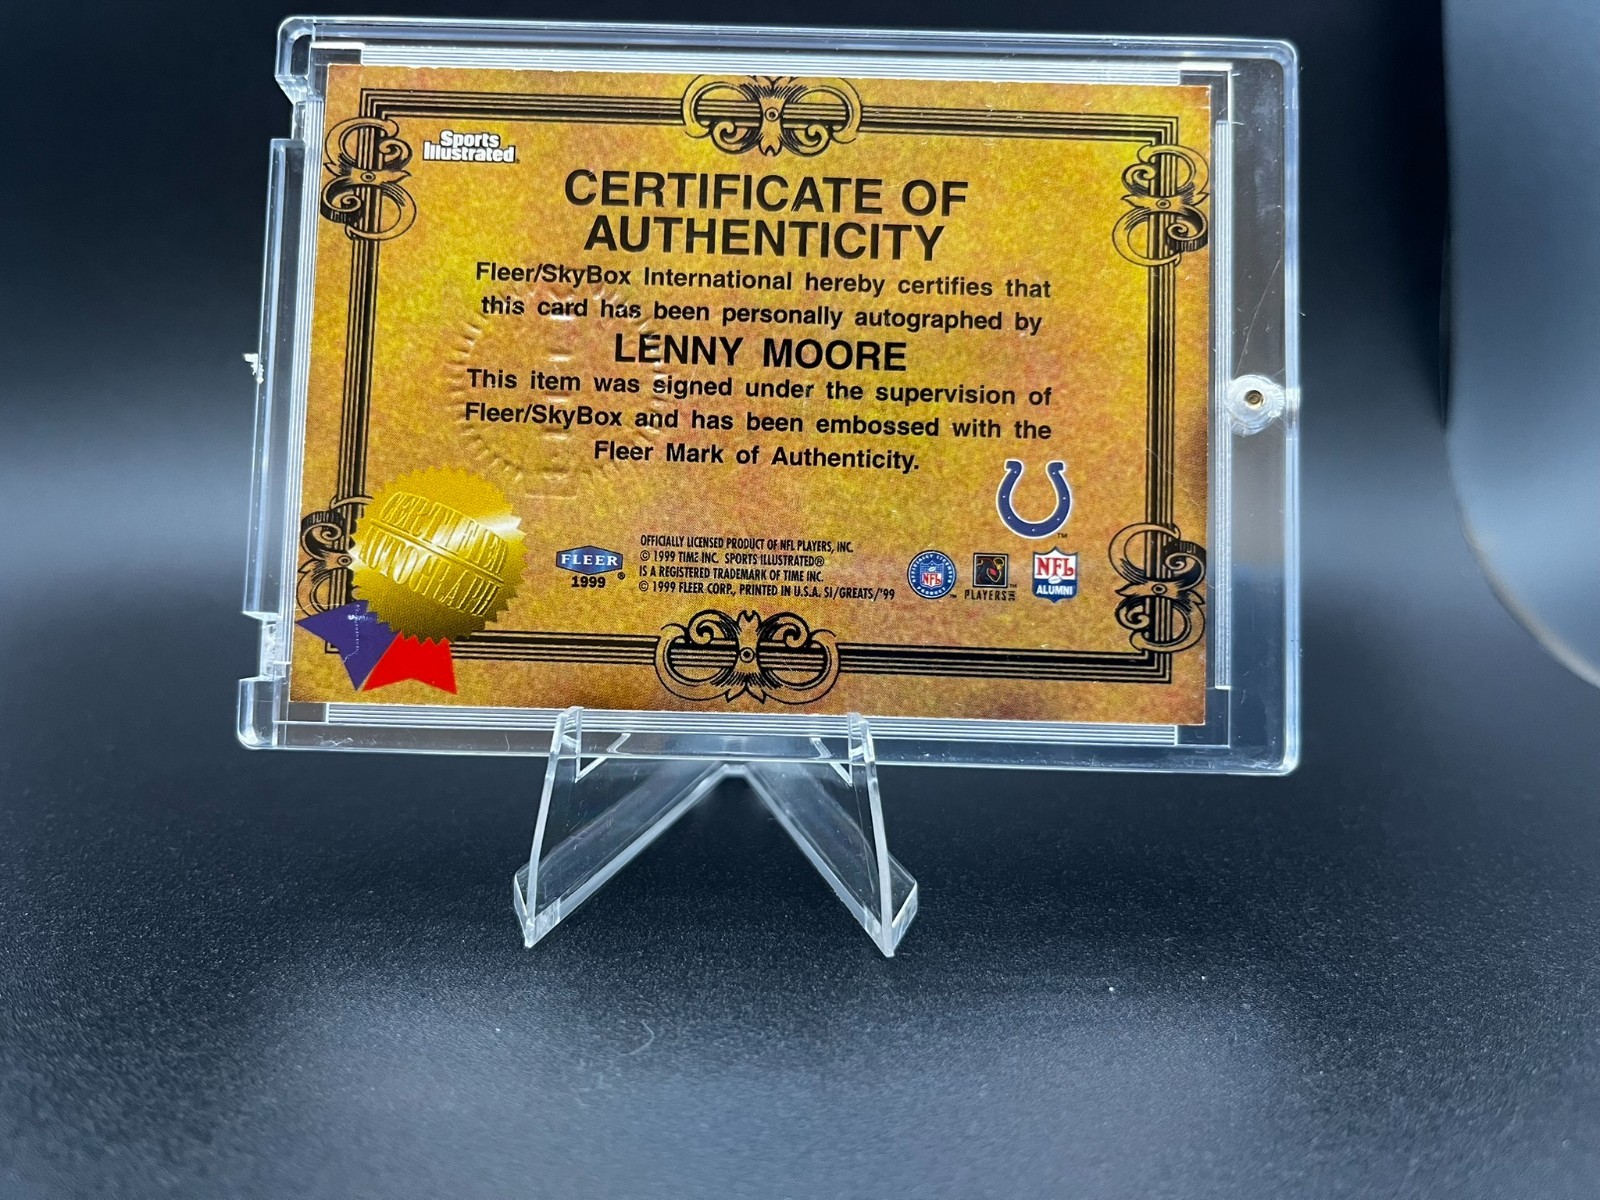 Sports
Illustrated
CERTIFICATE OF
AUTHENTICITY
Fleer/SkyBox International hereby certifies that
this card has been personally autographed by
LENNY MOORE
This item was signed under the supervision of
Fleer/SkyBox and has been embossed with the
Fleer Mark of Authenticity.
CERTIFIED
AUTOGRAPH
FLEER
1999 ®
OFFICIALLY LICENSED PRODUCT OF NFL PLAYERS, INC.
© 1999 TIME INC. SPORTS ILLUSTRATED®
IS A REGISTERED TRADEMARK OF TIME INC.
© 1999 FLEER CORP., PRINTED IN U.S.A. SI/GREATS/'99
NFL
PLAYERS
NFL
ALUMNI
TM